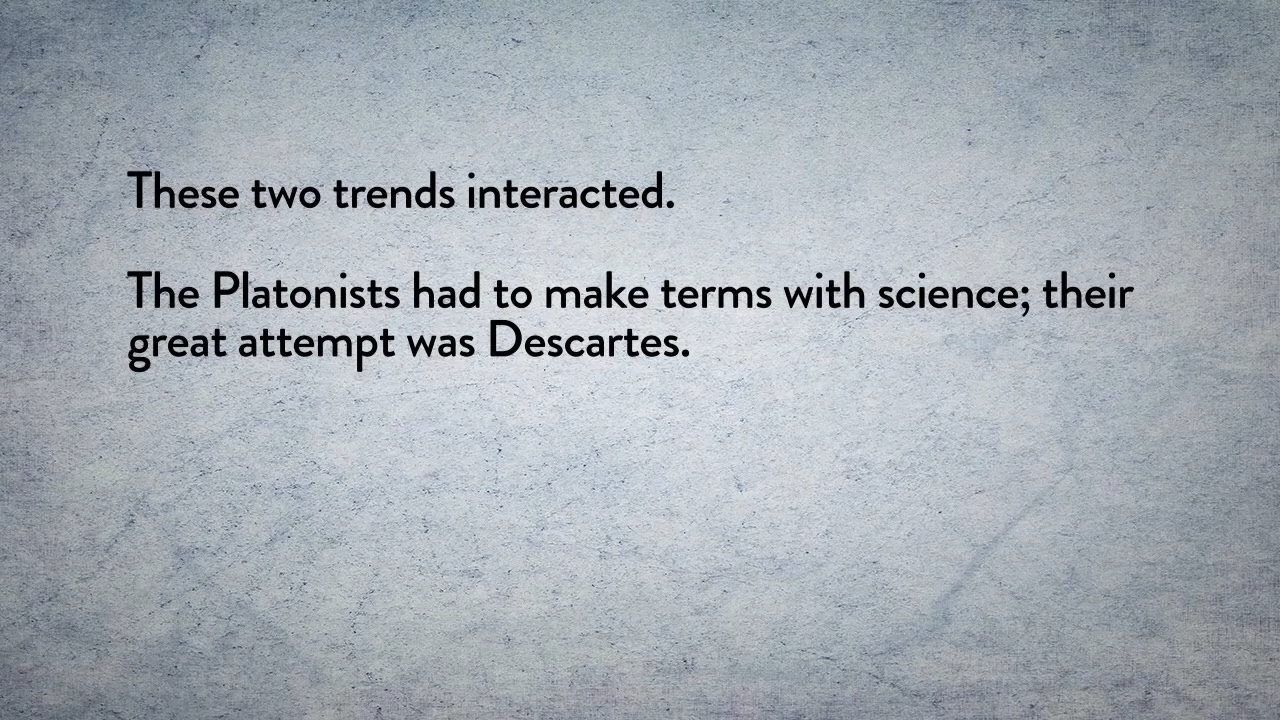 These two trends interacted.
The Platonists had to make terms with science; their
great attempt was Descartes.